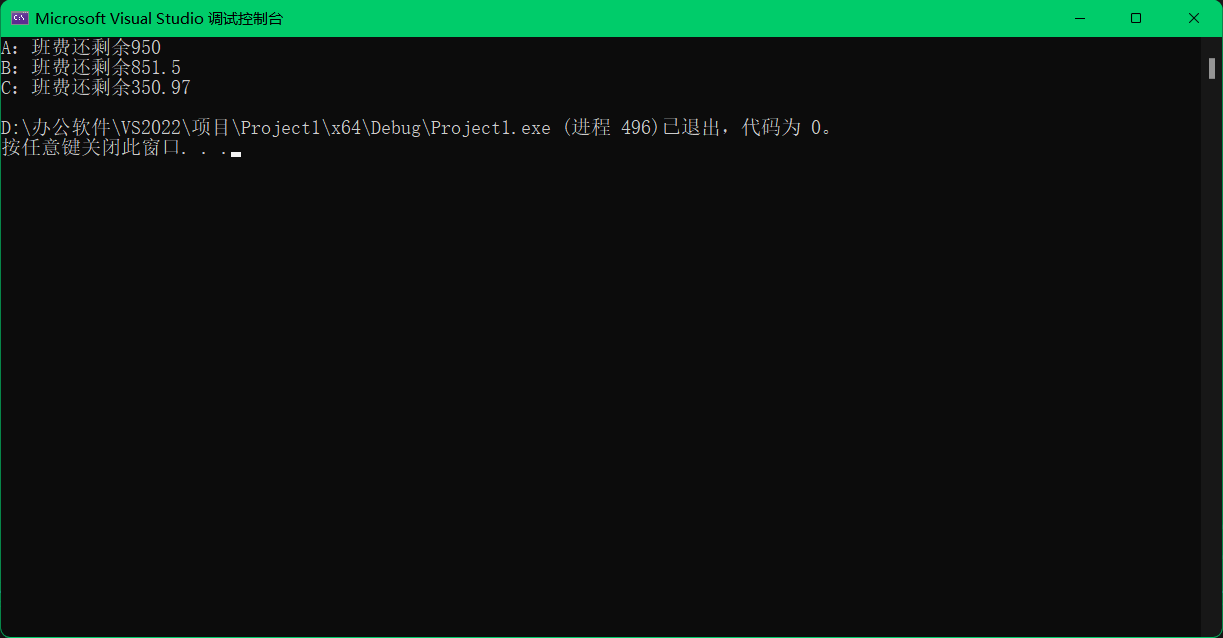 Microsoft Visual Studio 调试控制台
A: 班费还剩余950
B: 班费还剩余851.5
C: 班费还剩余350.97
D:\办公软件\VS2022\项目\Project1\x64\Debug\Project1.exe (进程 496)已退出，代码为 0。
按任意键关闭此窗口. . .